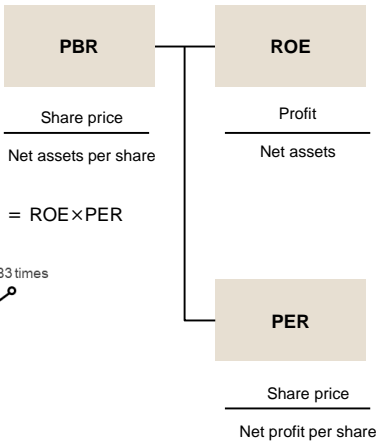 PBR
ROE
Share price
Net assets per share
Profit
Net assets
= ROE×PER
33 times
PER
Share price
Net profit per share